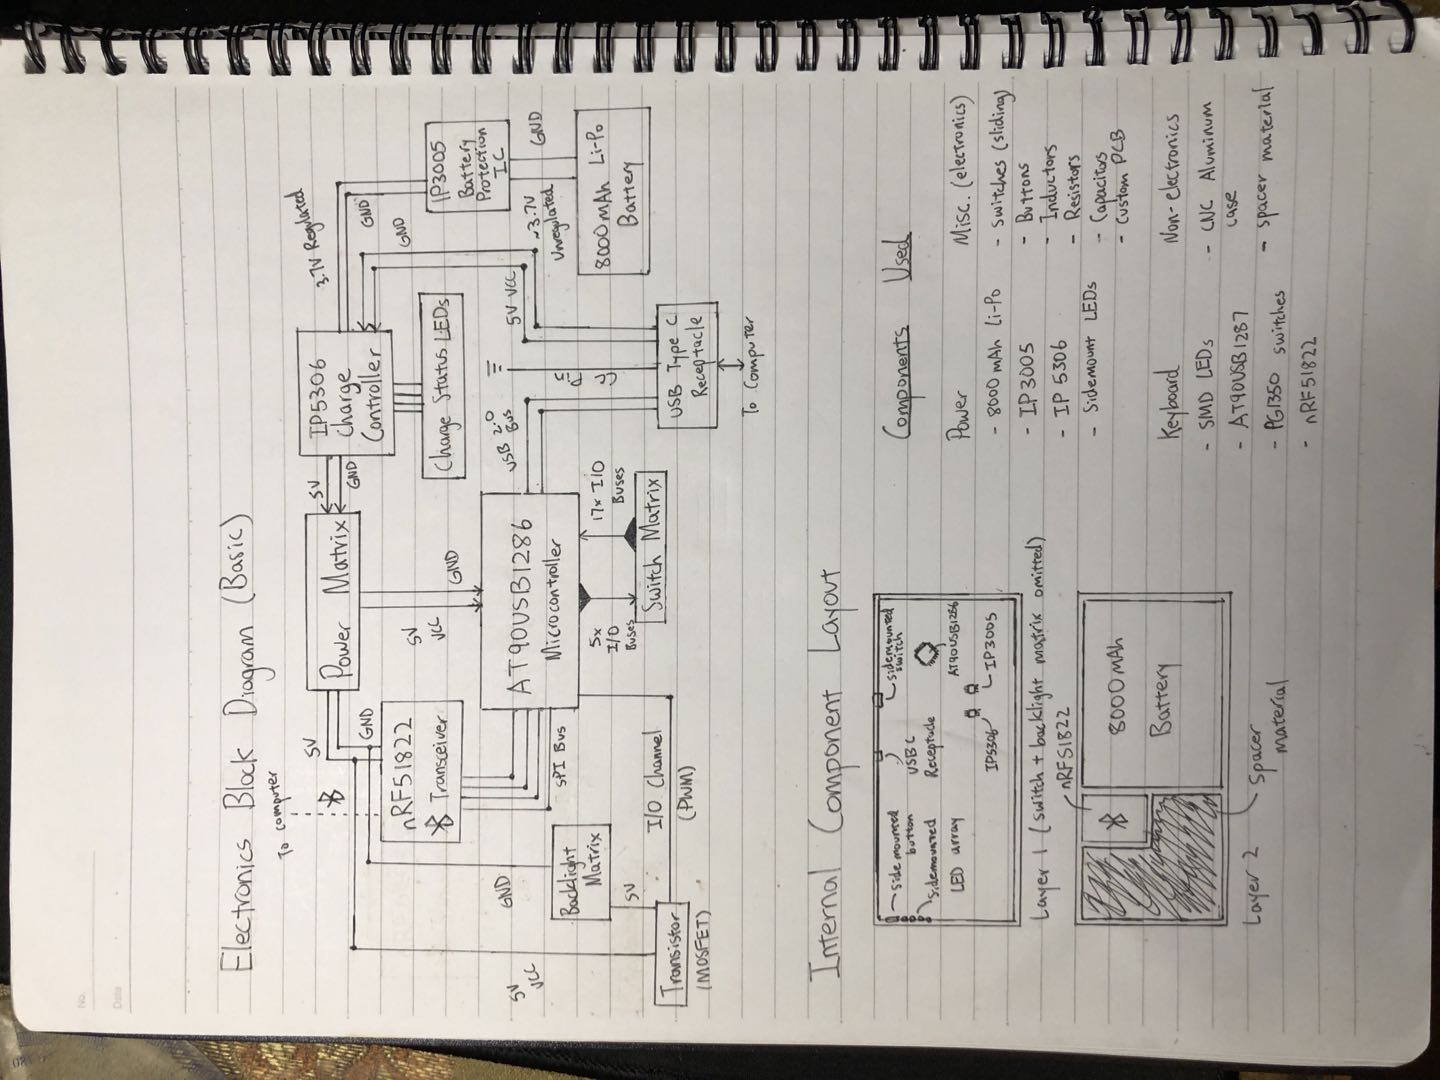 No.
Date
Electronics Block Diagram (Basic)
To computer
5V
GND
Power Matrix
5V
GND
IP5306
Charge
Controller
3.7V Regulated
GND
GND
nRF51822
Transceiver
5V
VCC
GND
Charge Status LEDs
IP3005
Battery
Protection
IC
GND
5V
VCC
AT90USB1286
Microcontroller
USB 2.0
Bus
CC Pin
5V VCC
~3.7V
Unregulated
GND
SPI Bus
Backlight
Matrix
5V
5x
I/O
Buses
17x I/O
Buses
8000mAh Li-Po
Battery
Transistor
(MOSFET)
I/O Channel
(PWM)
Switch Matrix
USB Type C
Receptacle
To Computer
Internal Component Layout
Side mounted
button
Sidemounted
LED array
USB C
Receptacle
sidemounted
switch
AT90USB1286
IP5306
IP3005
Layer 1 (switch + backlight matrix omitted)
nRF51822
8000mAh
Battery
Layer 2
Spacer
material
Components Used
Power
- 8000mAh Li-Po
- IP3005
- IP 5306
- Sidemount LEDs
Misc. (electronics)
- Switches (sliding)
- Buttons
- Inductors
- Resistors
- Capacitors
- Custom PCB
Keyboard
- SMD LEDs
- AT90USB1287
- PG1350 switches
- nRF51822
Non-electronics
- CNC Aluminum
case
- spacer material